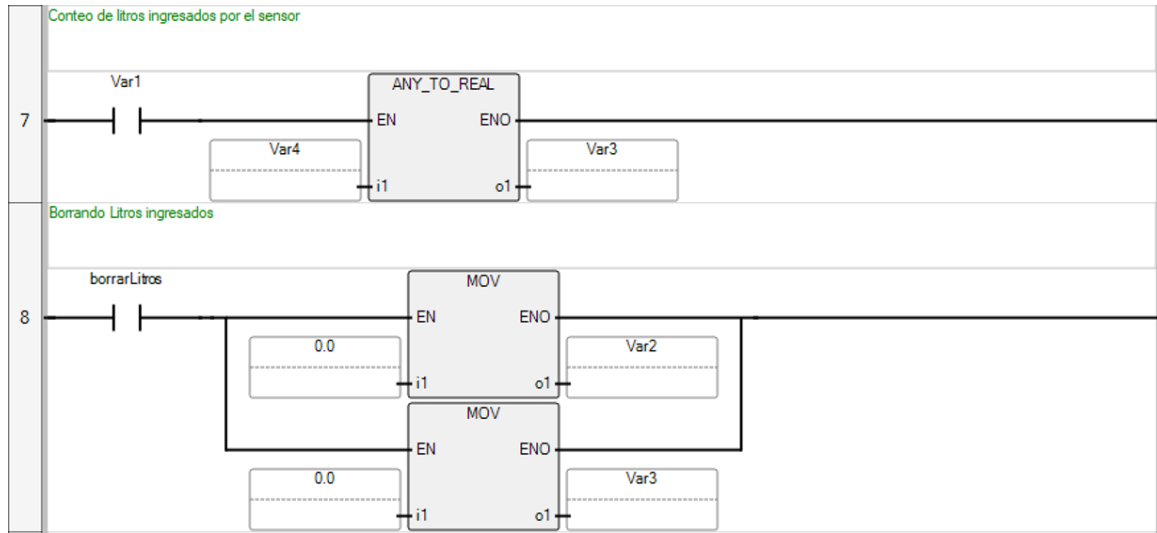 Conteo de litros ingresados por el sensor
Var1
ANY_TO_REAL
7
EN ENO
Var4 Var3
i1 o1
Borrando Litros ingresados
borrarLitros
MOV
8
EN ENO
0.0 Var2
i1 o1
MOV
EN ENO
0.0 Var3
i1 o1